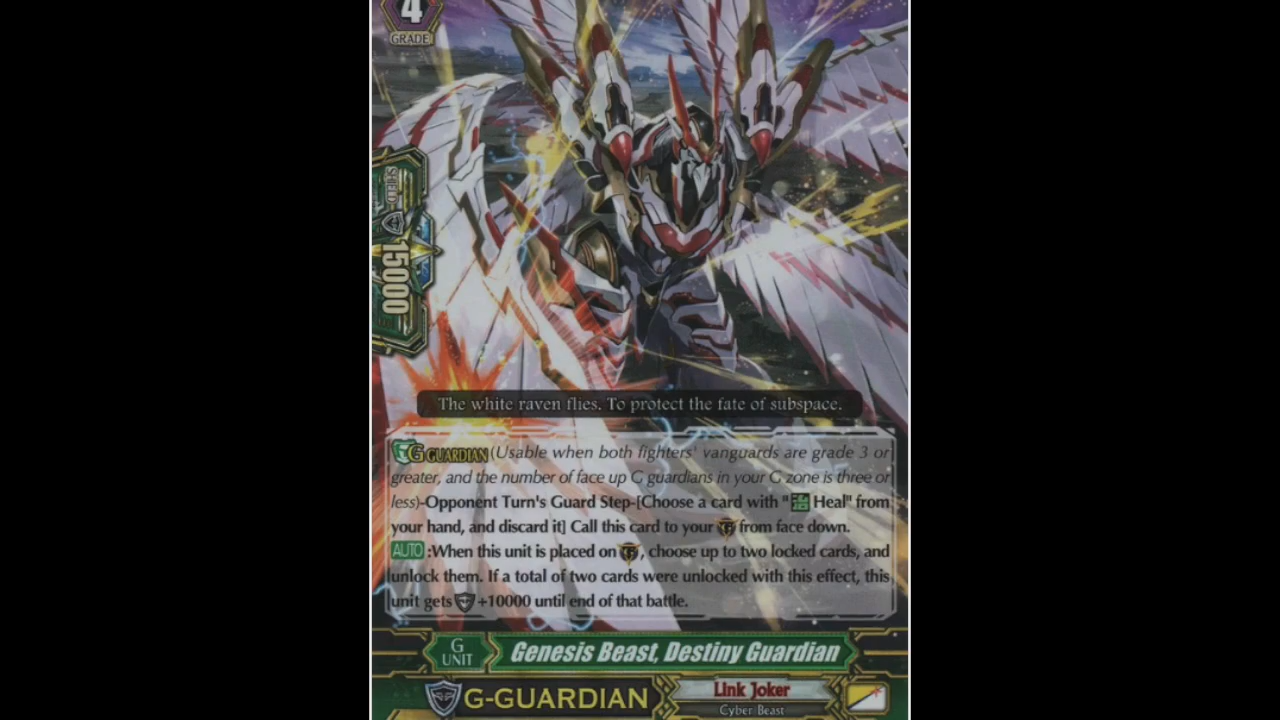 4
GRADE
SHIELD
15000
The white raven flies. To protect the fate of subspace.
G GUARDIAN (Usable when both fighters' vanguards are grade 3 or
greater, and the number of face up G guardians in your G zone is three or
less)-Opponent Turn's Guard Step-[Choose a card with "治 Heal" from
your hand, and discard it] Call this card to your G from face down.
AUTO :When this unit is placed on G, choose up to two locked cards, and
unlock them. If a total of two cards were unlocked with this effect, this
unit gets +10000 until end of that battle.
G
UNIT
Genesis Beast, Destiny Guardian
G-GUARDIAN
Link Joker
Cyber Beast